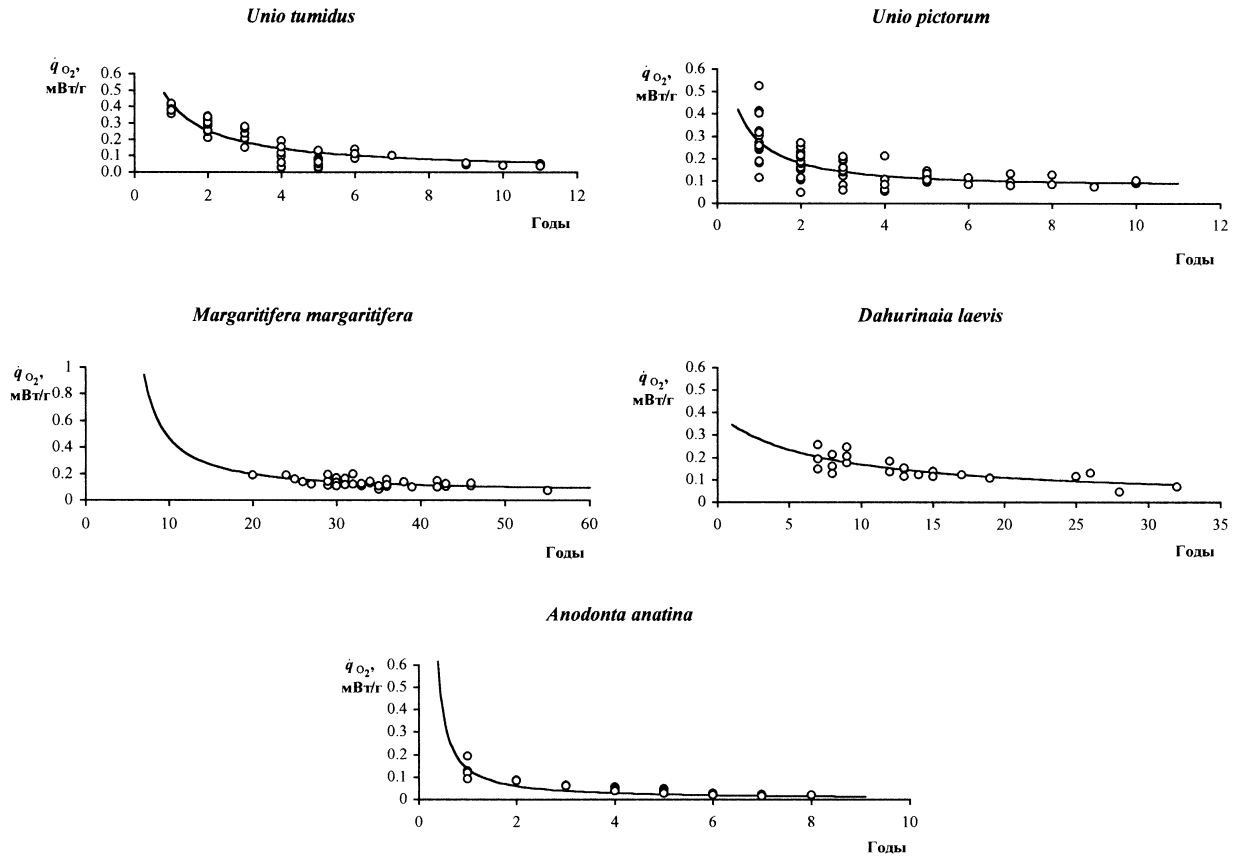 Unio tumidus
q̇ O2,
мВт/г
0.6
0.5
0.4
0.3
0.2
0.1
0.0
0 2 4 6 8 10 12
Годы
Unio pictorum
q̇ O2,
мВт/г
0.6
0.5
0.4
0.3
0.2
0.1
0
0 2 4 6 8 10 12
Годы
Margaritifera margaritifera
q̇ O2,
мВт/г
1
0.8
0.6
0.4
0.2
0
0 10 20 30 40 50 60
Годы
Dahurinaia laevis
q̇ O2,
мВт/г
0.6
0.5
0.4
0.3
0.2
0.1
0
0 5 10 15 20 25 30 35
Годы
Anodonta anatina
q̇ O2,
мВт/г
0.6
0.5
0.4
0.3
0.2
0.1
0
0 2 4 6 8 10
Годы